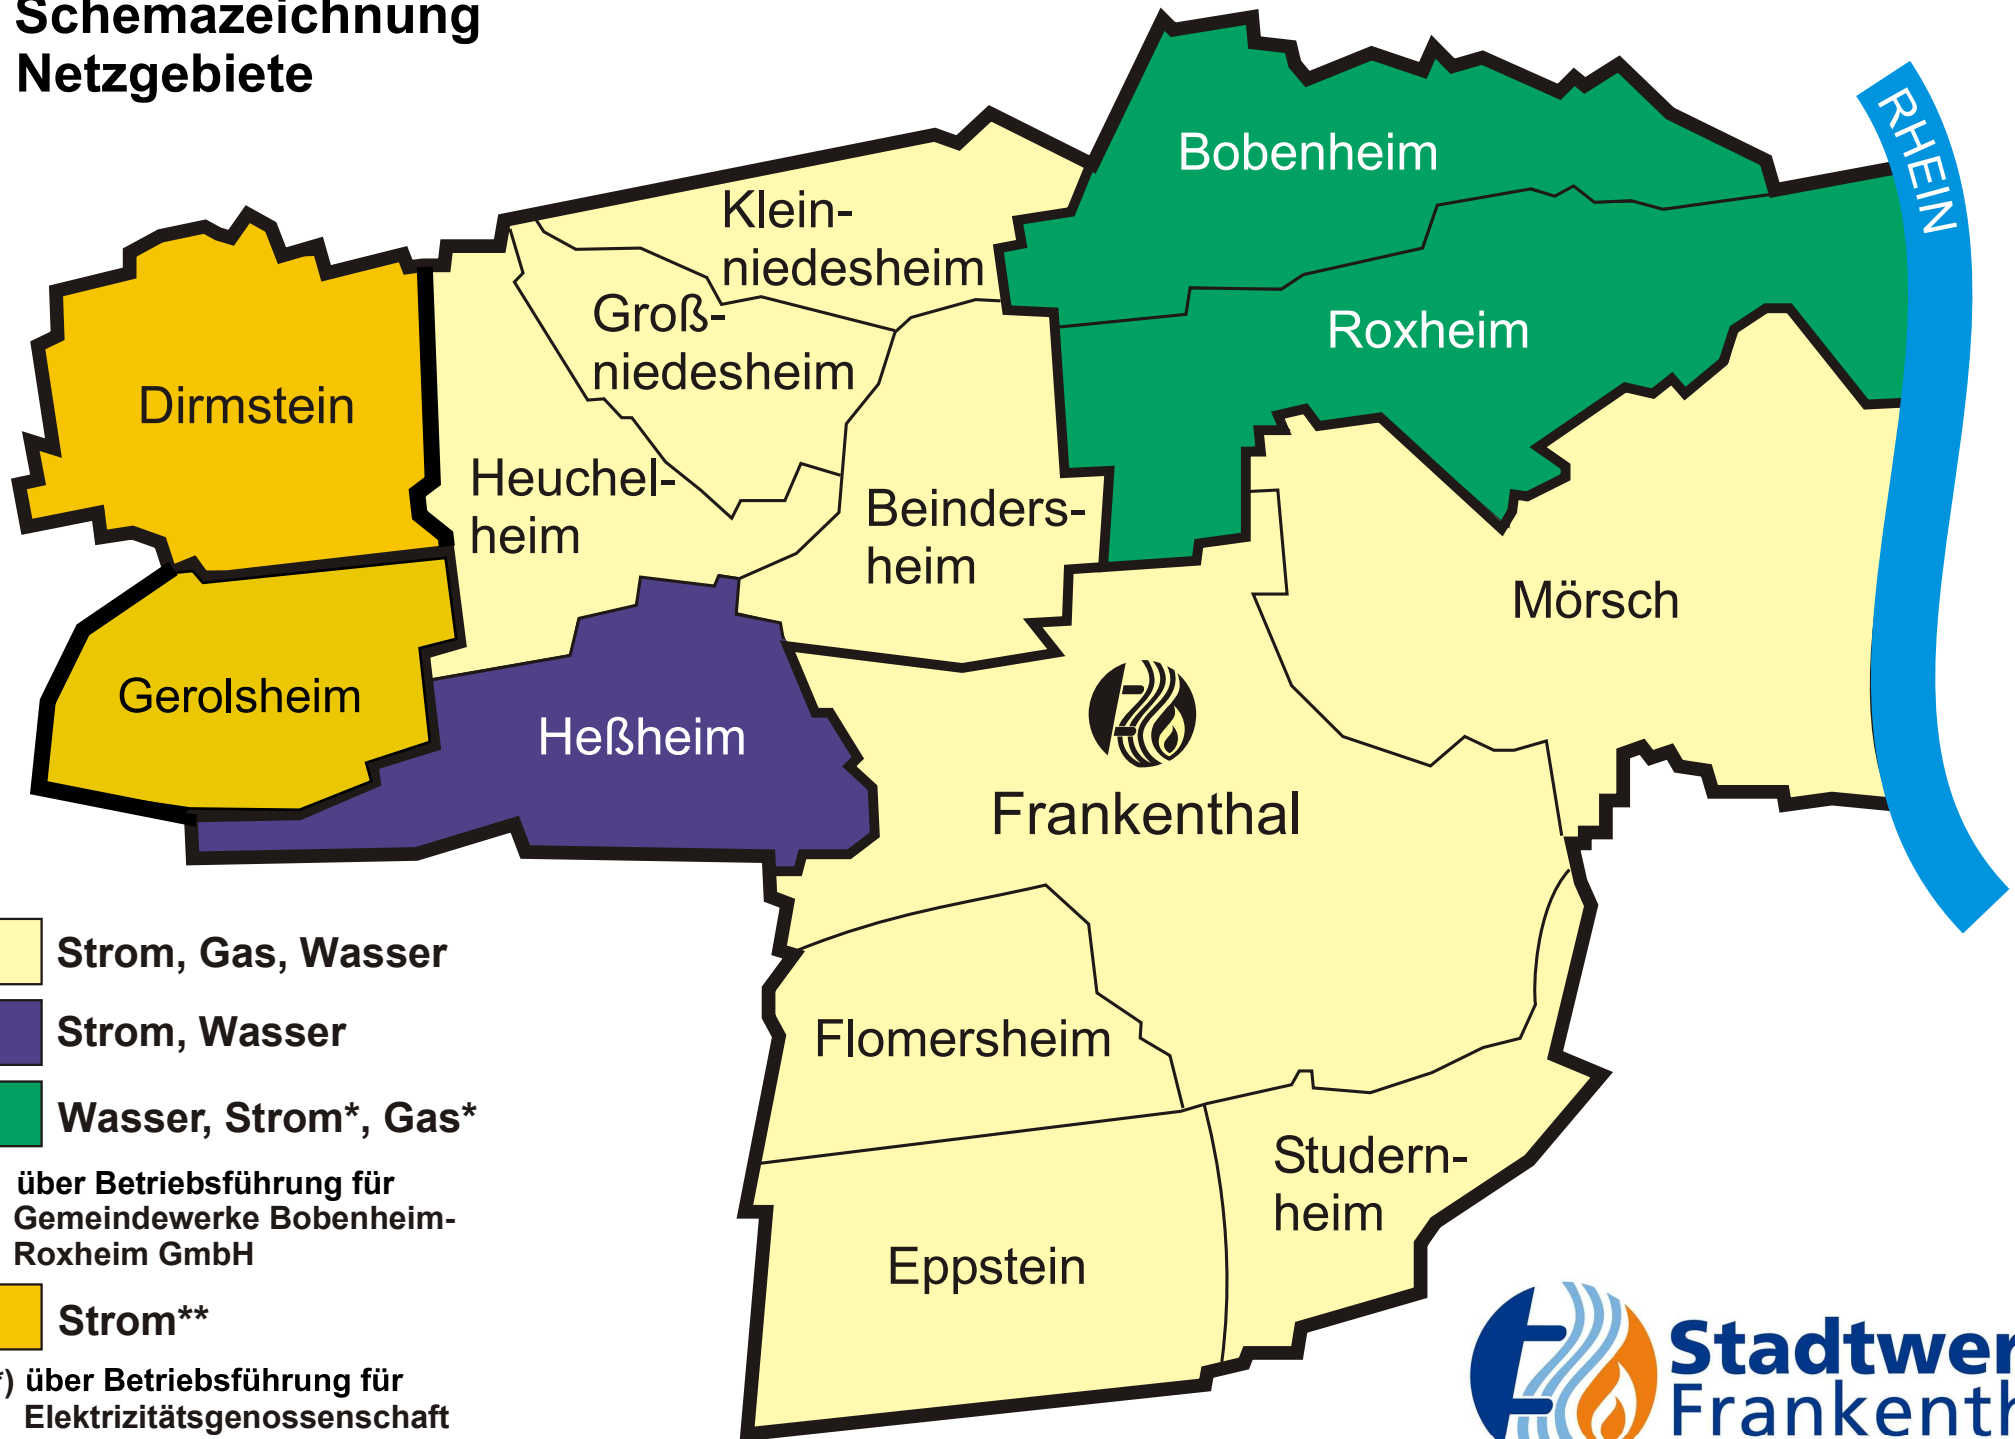 Schemazeichnung
Netzgebiete
RHEIN
Bobenheim
Klein-
niedesheim
Groß-
niedesheim
Roxheim
Dirmstein
Heuchel-
heim
Beinders-
heim
Mörsch
Gerolsheim
Heßheim
Frankenthal
Flomersheim
Studern-
heim
Eppstein
Strom, Gas, Wasser
Strom, Wasser
Wasser, Strom*, Gas*
über Betriebsführung für
Gemeindewerke Bobenheim-
Roxheim GmbH
Strom**
*) über Betriebsführung für
Elektrizitätsgenossenschaft
Stadtwer
Frankenth